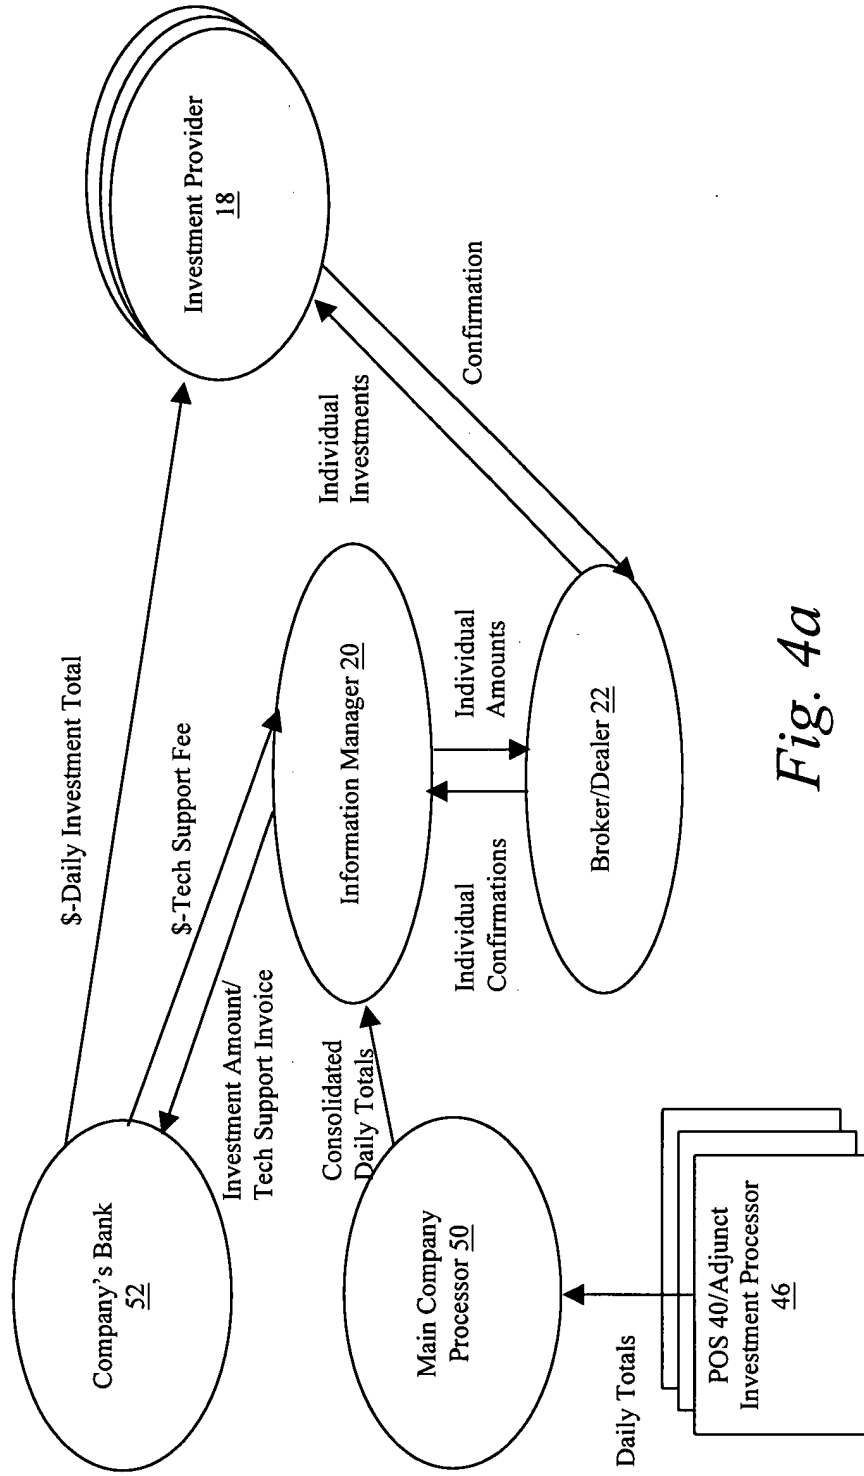 Company's Bank
52
$-Daily Investment Total
Investment Provider
18
$-Tech Support Fee
Investment Amount/
Tech Support Invoice
Main Company
Processor 50
Consolidated
Daily Totals
Information Manager 20
Individual
Investments
Confirmation
Individual
Confirmations
Individual
Amounts
Broker/Dealer 22
Daily Totals
POS 40/Adjunct
Investment Processor
46
Fig. 4a